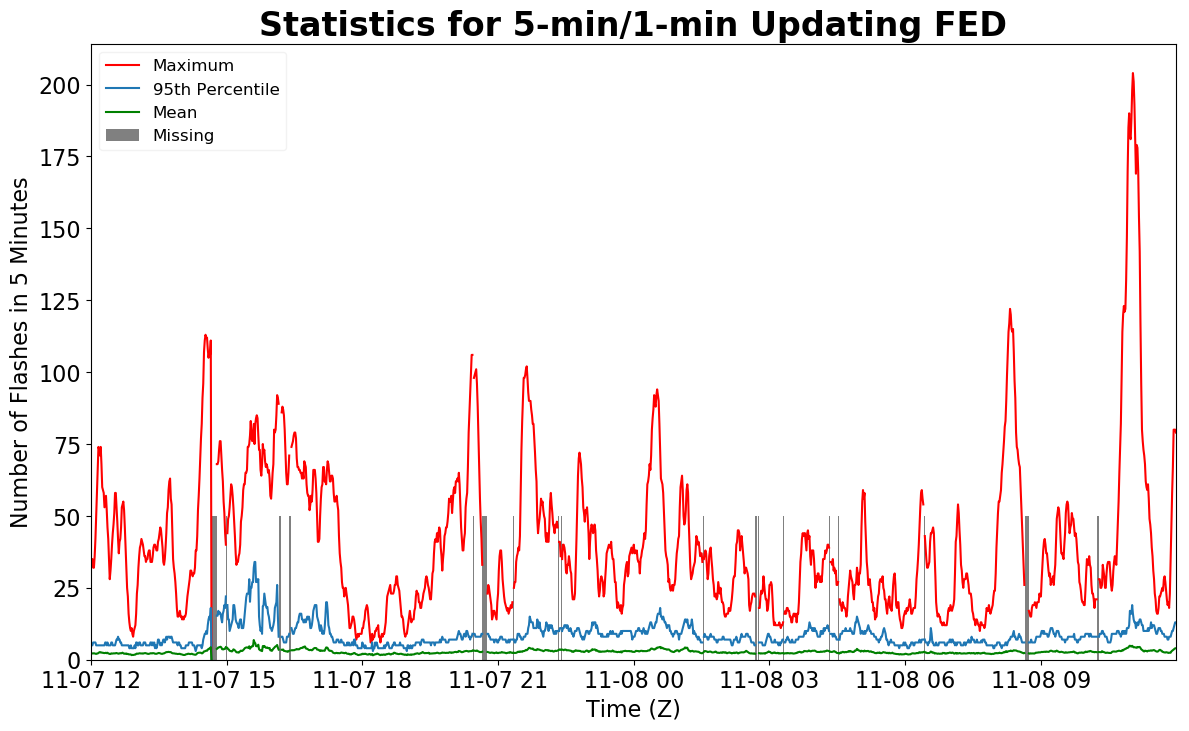 Statistics for 5-min/1-min Updating FED
Maximum
95th Percentile
Mean
Missing
Number of Flashes in 5 Minutes
200
175
150
125
100
75
50
25
0
11-07 12
11-07 15
11-07 18
11-07 21
11-08 00
11-08 03
11-08 06
11-08 09
Time (Z)